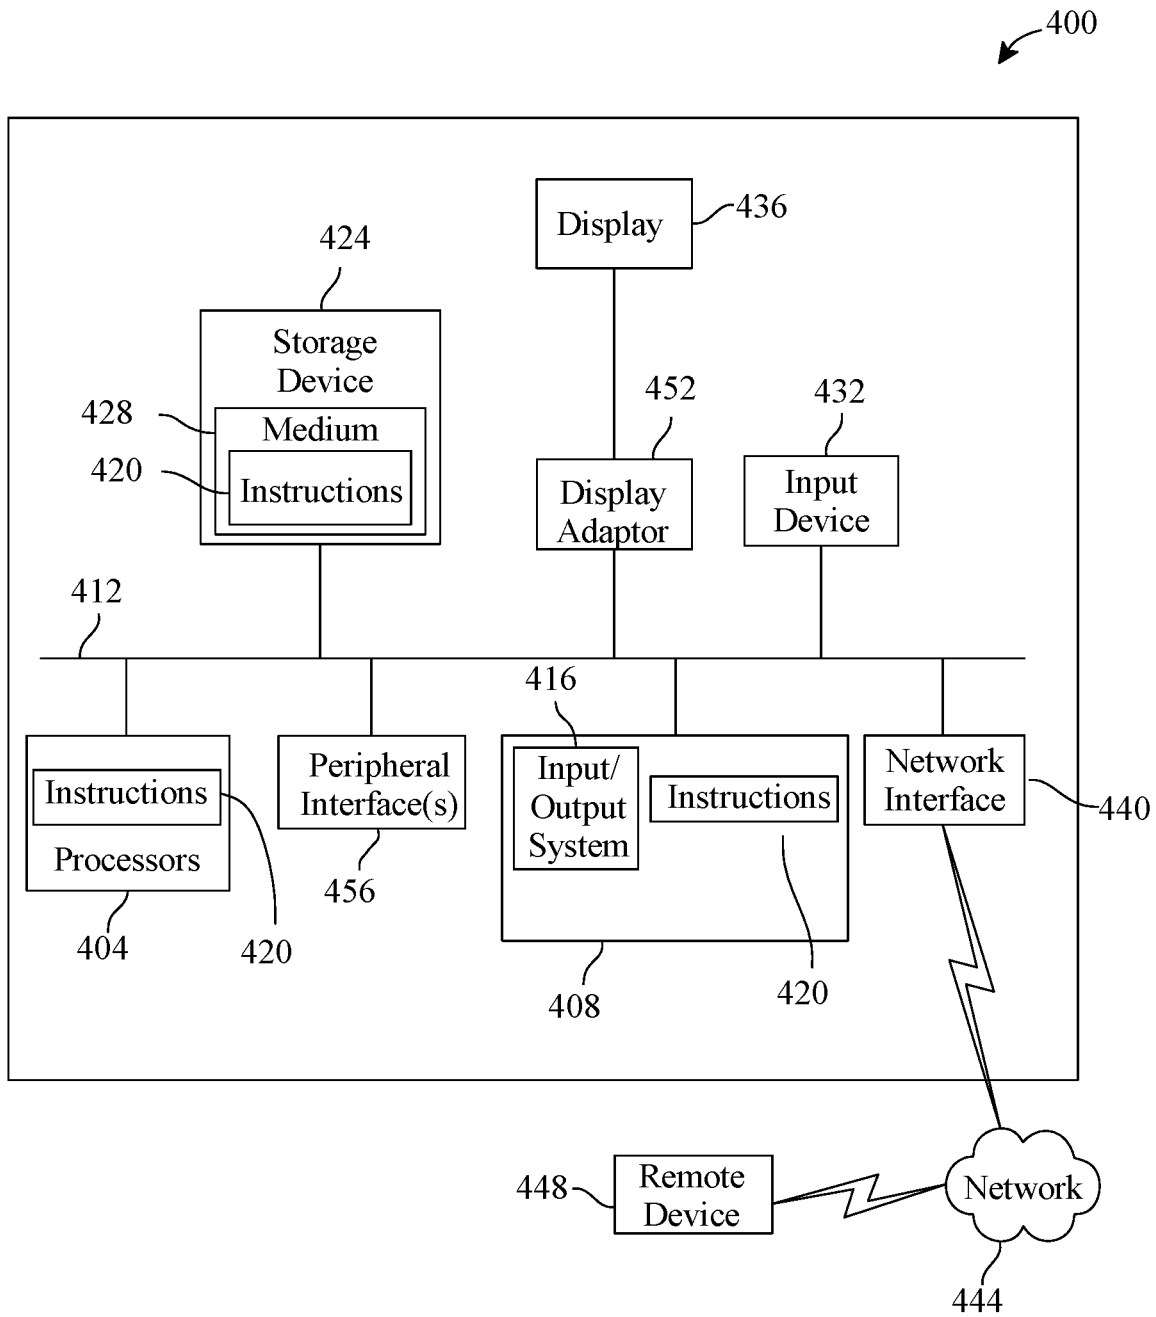 400
Display
436
424
Storage
Device
428
Medium
420
Instructions
452
Display
Adaptor
432
Input
Device
412
416
Instructions
Processors
404
420
Peripheral
Interface(s)
456
Input/
Output
System
Instructions
408
420
Network
Interface
440
448
Remote
Device
Network
444